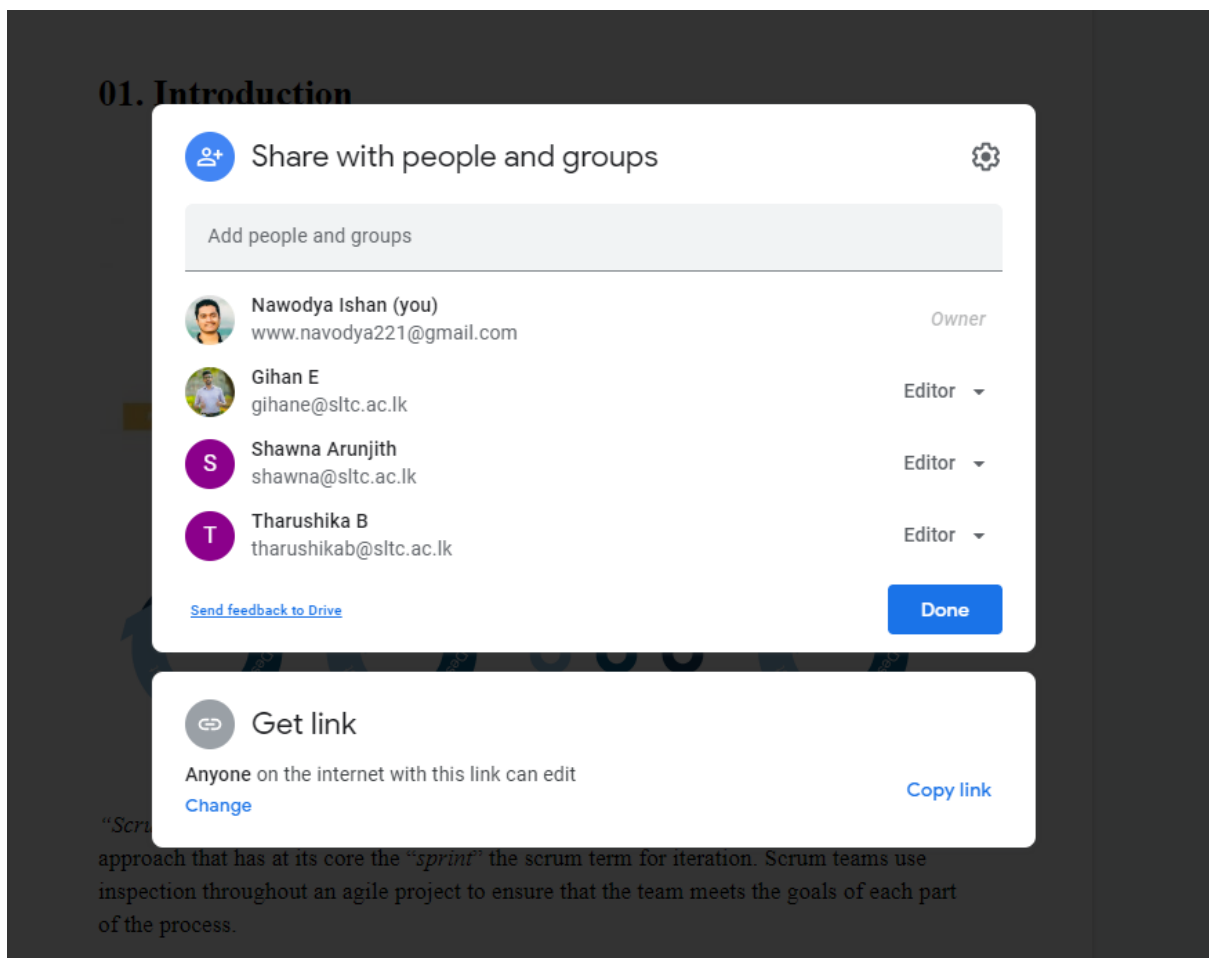 01. Introduction
Share with people and groups
Add people and groups
Nawodya Ishan (you)
www.navodya221@gmail.com
Owner
Gihan E
gihane@sltc.ac.lk
Editor
S
Shawna Arunjith
shawna@sltc.ac.lk
Editor
T
Tharushika B
tharushikab@sltc.ac.lk
Editor
Send feedback to Drive
Done
Get link
Anyone on the internet with this link can edit
Change
Copy link
approach that has at its core the “sprint” the scrum term for iteration. Scrum teams use
inspection throughout an agile project to ensure that the team meets the goals of each part
of the process.